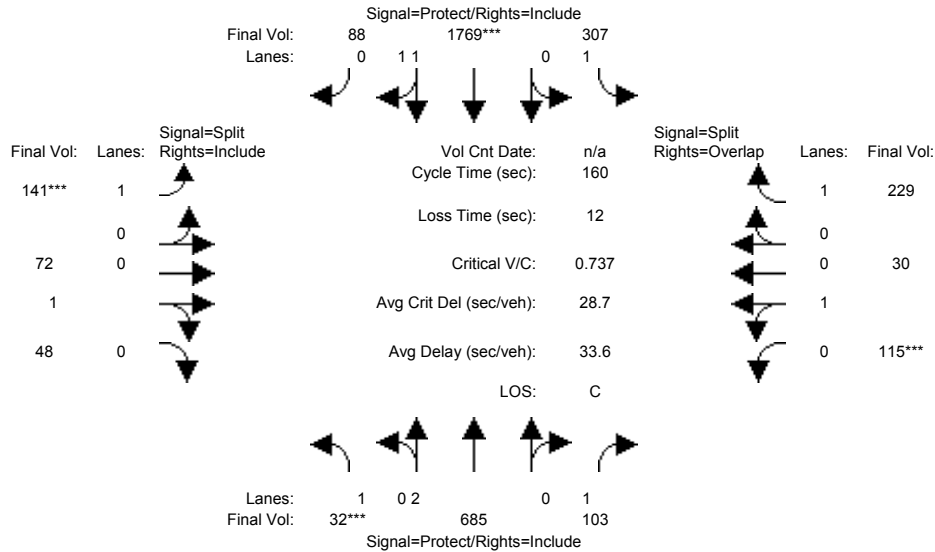 Signal=Protect/Rights=Include
Final Vol: 88 1769*** 307
Lanes: 0 1 1 0 1
Signal=Split Signal=Split
Final Vol: Lanes: Rights=Include Vol Cnt Date: n/a Rights=Overlap Lanes: Final Vol:
Cycle Time (sec): 160
141*** 1 1 229
Loss Time (sec): 12
0 0
72 0 Critical V/C: 0.737 0 30
1 Avg Crit Del (sec/veh): 28.7 1
48 0 Avg Delay (sec/veh): 33.6 0 115***
LOS: C
Lanes: 1 0 2 0 1
Final Vol: 32*** 685 103
Signal=Protect/Rights=Include